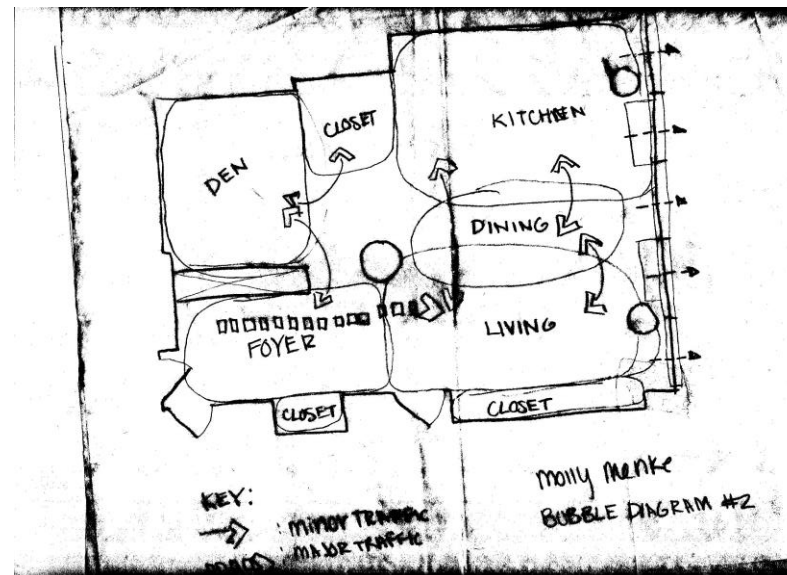 KITCHEN
CLOSET
DEN
DINING
LIVING
FOYER
CLOSET
CLOSET
KEY:
: MINOR TRAFFIC
: MAJOR TRAFFIC
Molly Menke
BUBBLE DIAGRAM #2